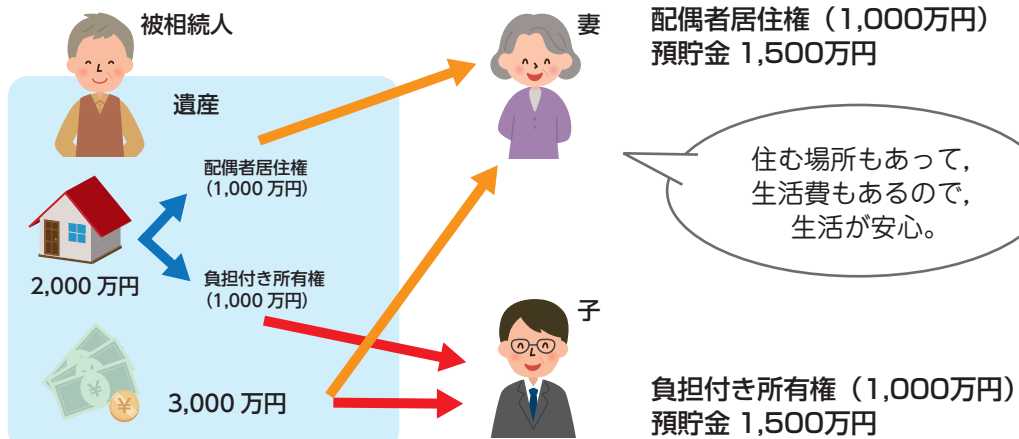 被相続人
遺産
配偶者居住権
(1,000 万円)
2,000 万円
負担付き所有権
(1,000 万円)
3,000 万円
妻
配偶者居住権（1,000万円）
預貯金 1,500万円
住む場所もあって，
生活費もあるので，
生活が安心。
子
負担付き所有権（1,000万円）
預貯金 1,500万円